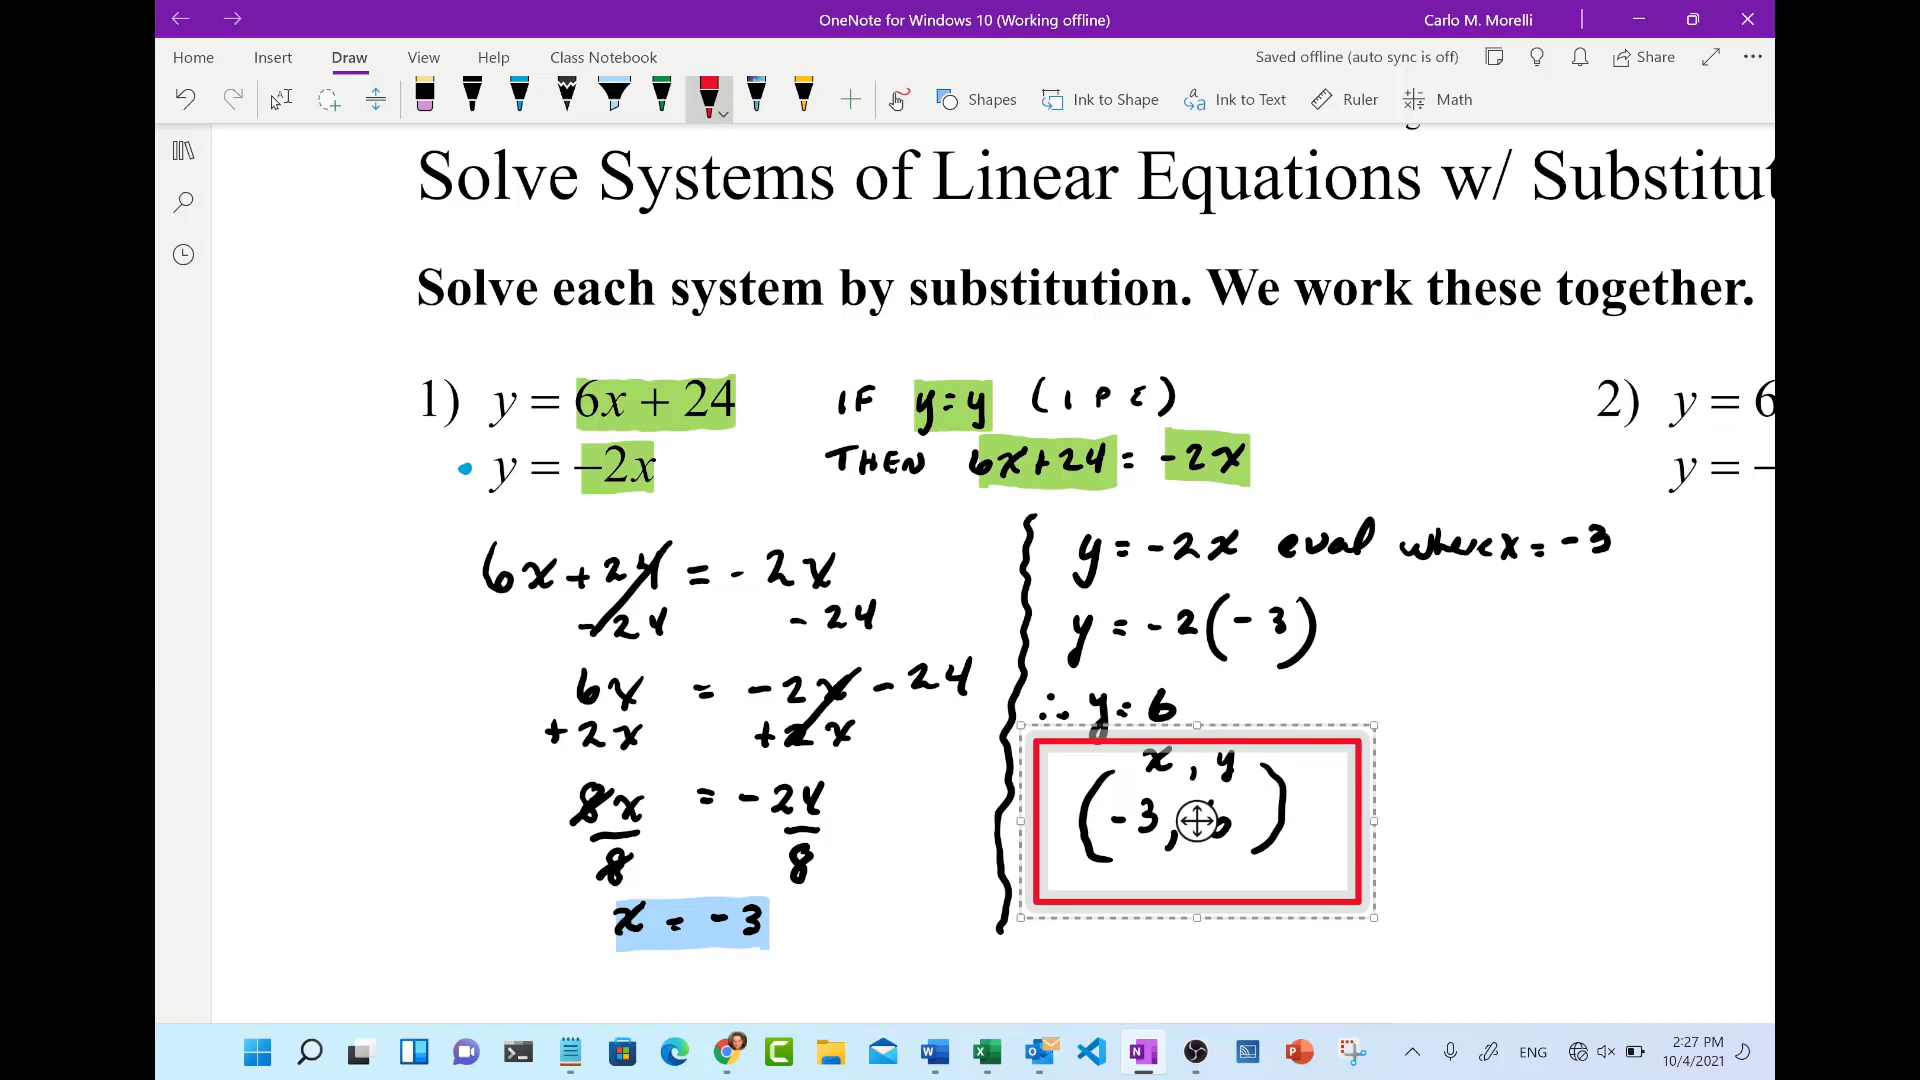 OneNote for Windows 10 (Working offline)
Carlo M. Morelli
Home Insert Draw View Help Class Notebook
Saved offline (auto sync is off) Share
Shapes Ink to Shape Ink to Text Ruler Math
Solve Systems of Linear Equations w/ Substitut
Solve each system by substitution. We work these together.
1) y = 6x + 24
y = −2x
IF y=y (IPE)
THEN 6x+24 = -2x
2) y = 6
y = −
6x+24 = -2x
-24 -24
6x = -2x -24
+2x +2x
8x = -24
8 8
x = -3
y = -2x eval where x = -3
y = -2(-3)
∴ y = 6
x, y
(-3, 6)
ENG
2:27 PM
10/4/2021